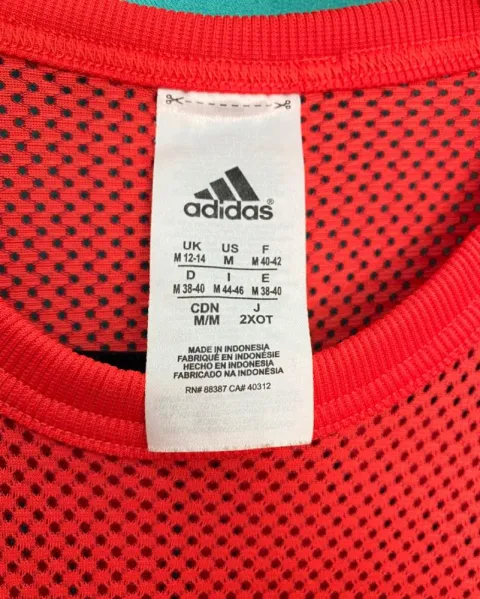 adidas®
UK US F
M 12-14 M M 40-42
D I E
M 38-40 M 44-46 M 38-40
CDN J
M/M 2XOT
MADE IN INDONESIA
FABRIQUÉ EN INDONÉSIE
HECHO EN INDONESIA
FABRICADO NA INDONÉSIA
RN# 88387 CA# 40312